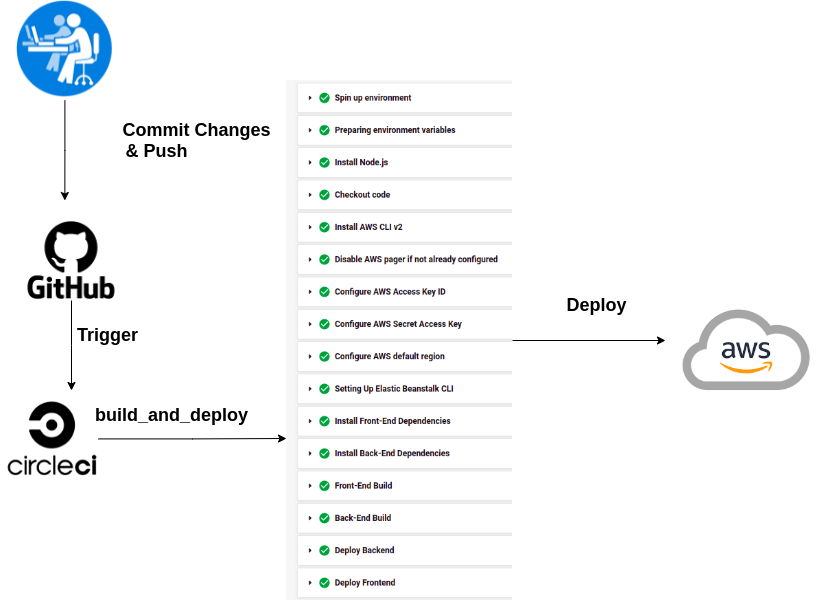 Commit Changes
& Push
GitHub
Trigger
circleci
build_and_deploy
Spin up environment
Preparing environment variables
Install Node.js
Checkout code
Install AWS CLI v2
Disable AWS pager if not already configured
Configure AWS Access Key ID
Configure AWS Secret Access Key
Configure AWS default region
Setting Up Elastic Beanstalk CLI
Install Front-End Dependencies
Install Back-End Dependencies
Front-End Build
Back-End Build
Deploy Backend
Deploy Frontend
Deploy
aws